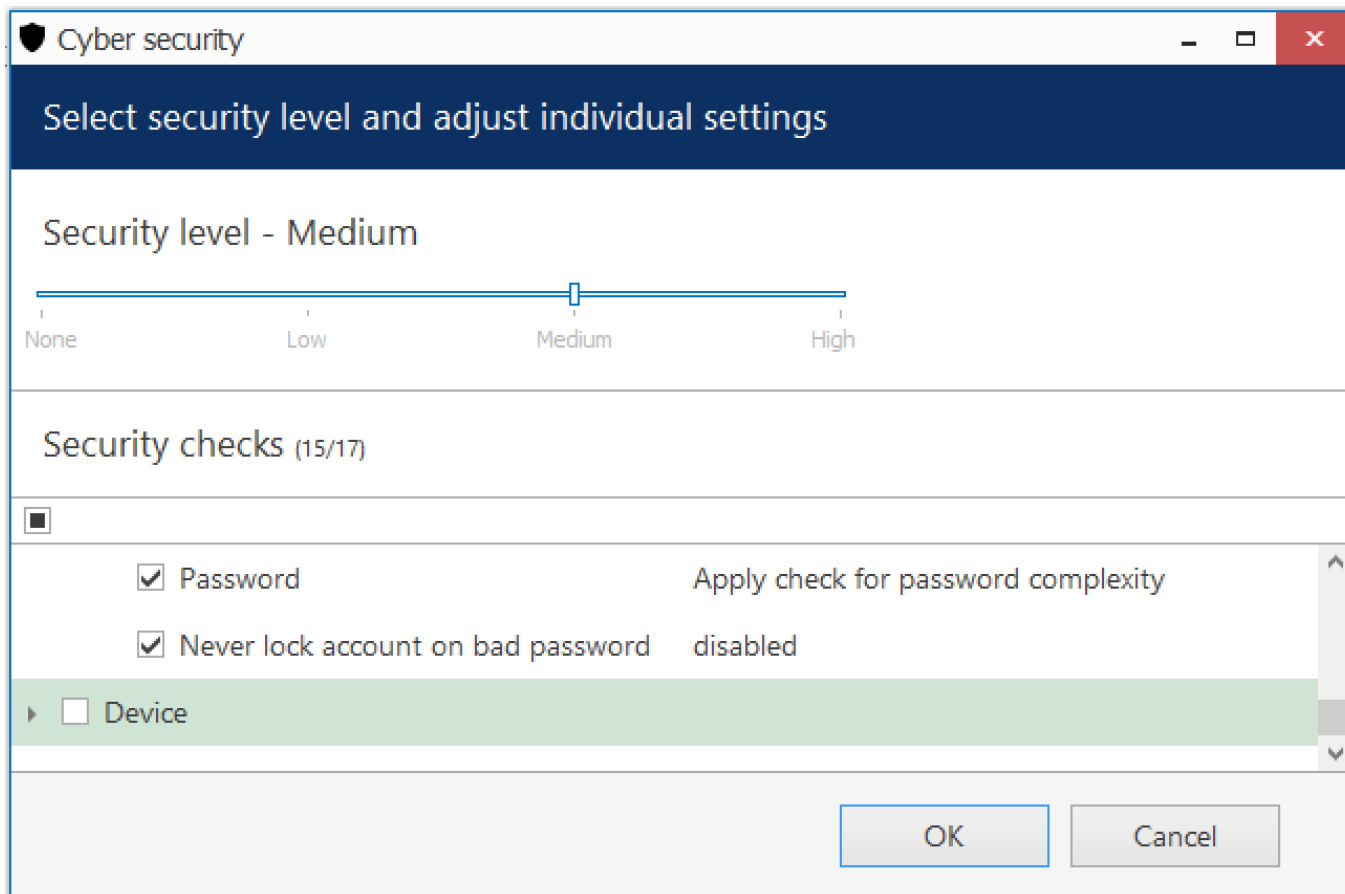 Cyber security
Select security level and adjust individual settings
Security level - Medium
None Low Medium High
Security checks (15/17)
Password Apply check for password complexity
Never lock account on bad password disabled
Device
OK Cancel